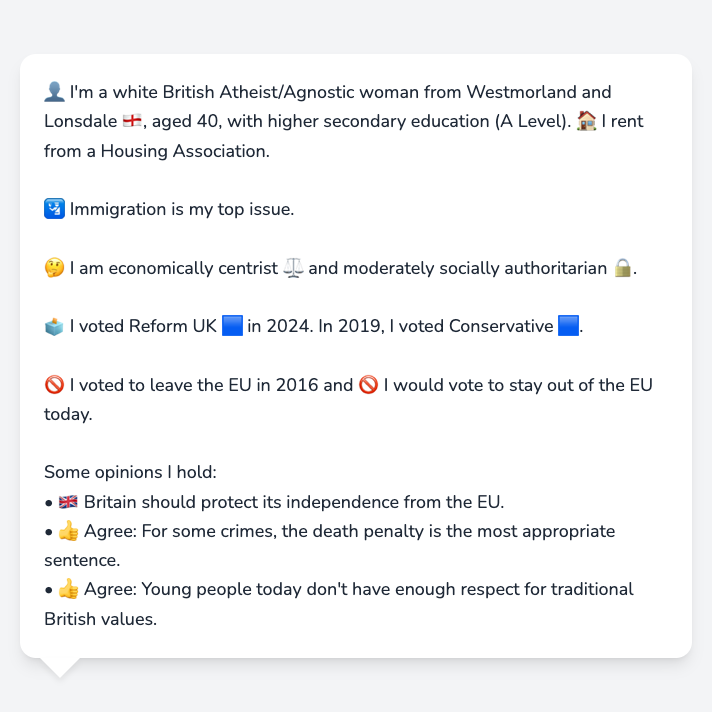 👤 I'm a white British Atheist/Agnostic woman from Westmorland and
Lonsdale 🏴󠁧󠁢󠁥󠁮󠁧󠁿, aged 40, with higher secondary education (A Level). 🏠 I rent
from a Housing Association.
🛂 Immigration is my top issue.
🤔 I am economically centrist ⚖️ and moderately socially authoritarian 🔒.
🗳️ I voted Reform UK 🟦 in 2024. In 2019, I voted Conservative 🟦.
🚫 I voted to leave the EU in 2016 and 🚫 I would vote to stay out of the EU
today.
Some opinions I hold:
• 🇬🇧 Britain should protect its independence from the EU.
• 👍 Agree: For some crimes, the death penalty is the most appropriate
sentence.
• 👍 Agree: Young people today don't have enough respect for traditional
British values.